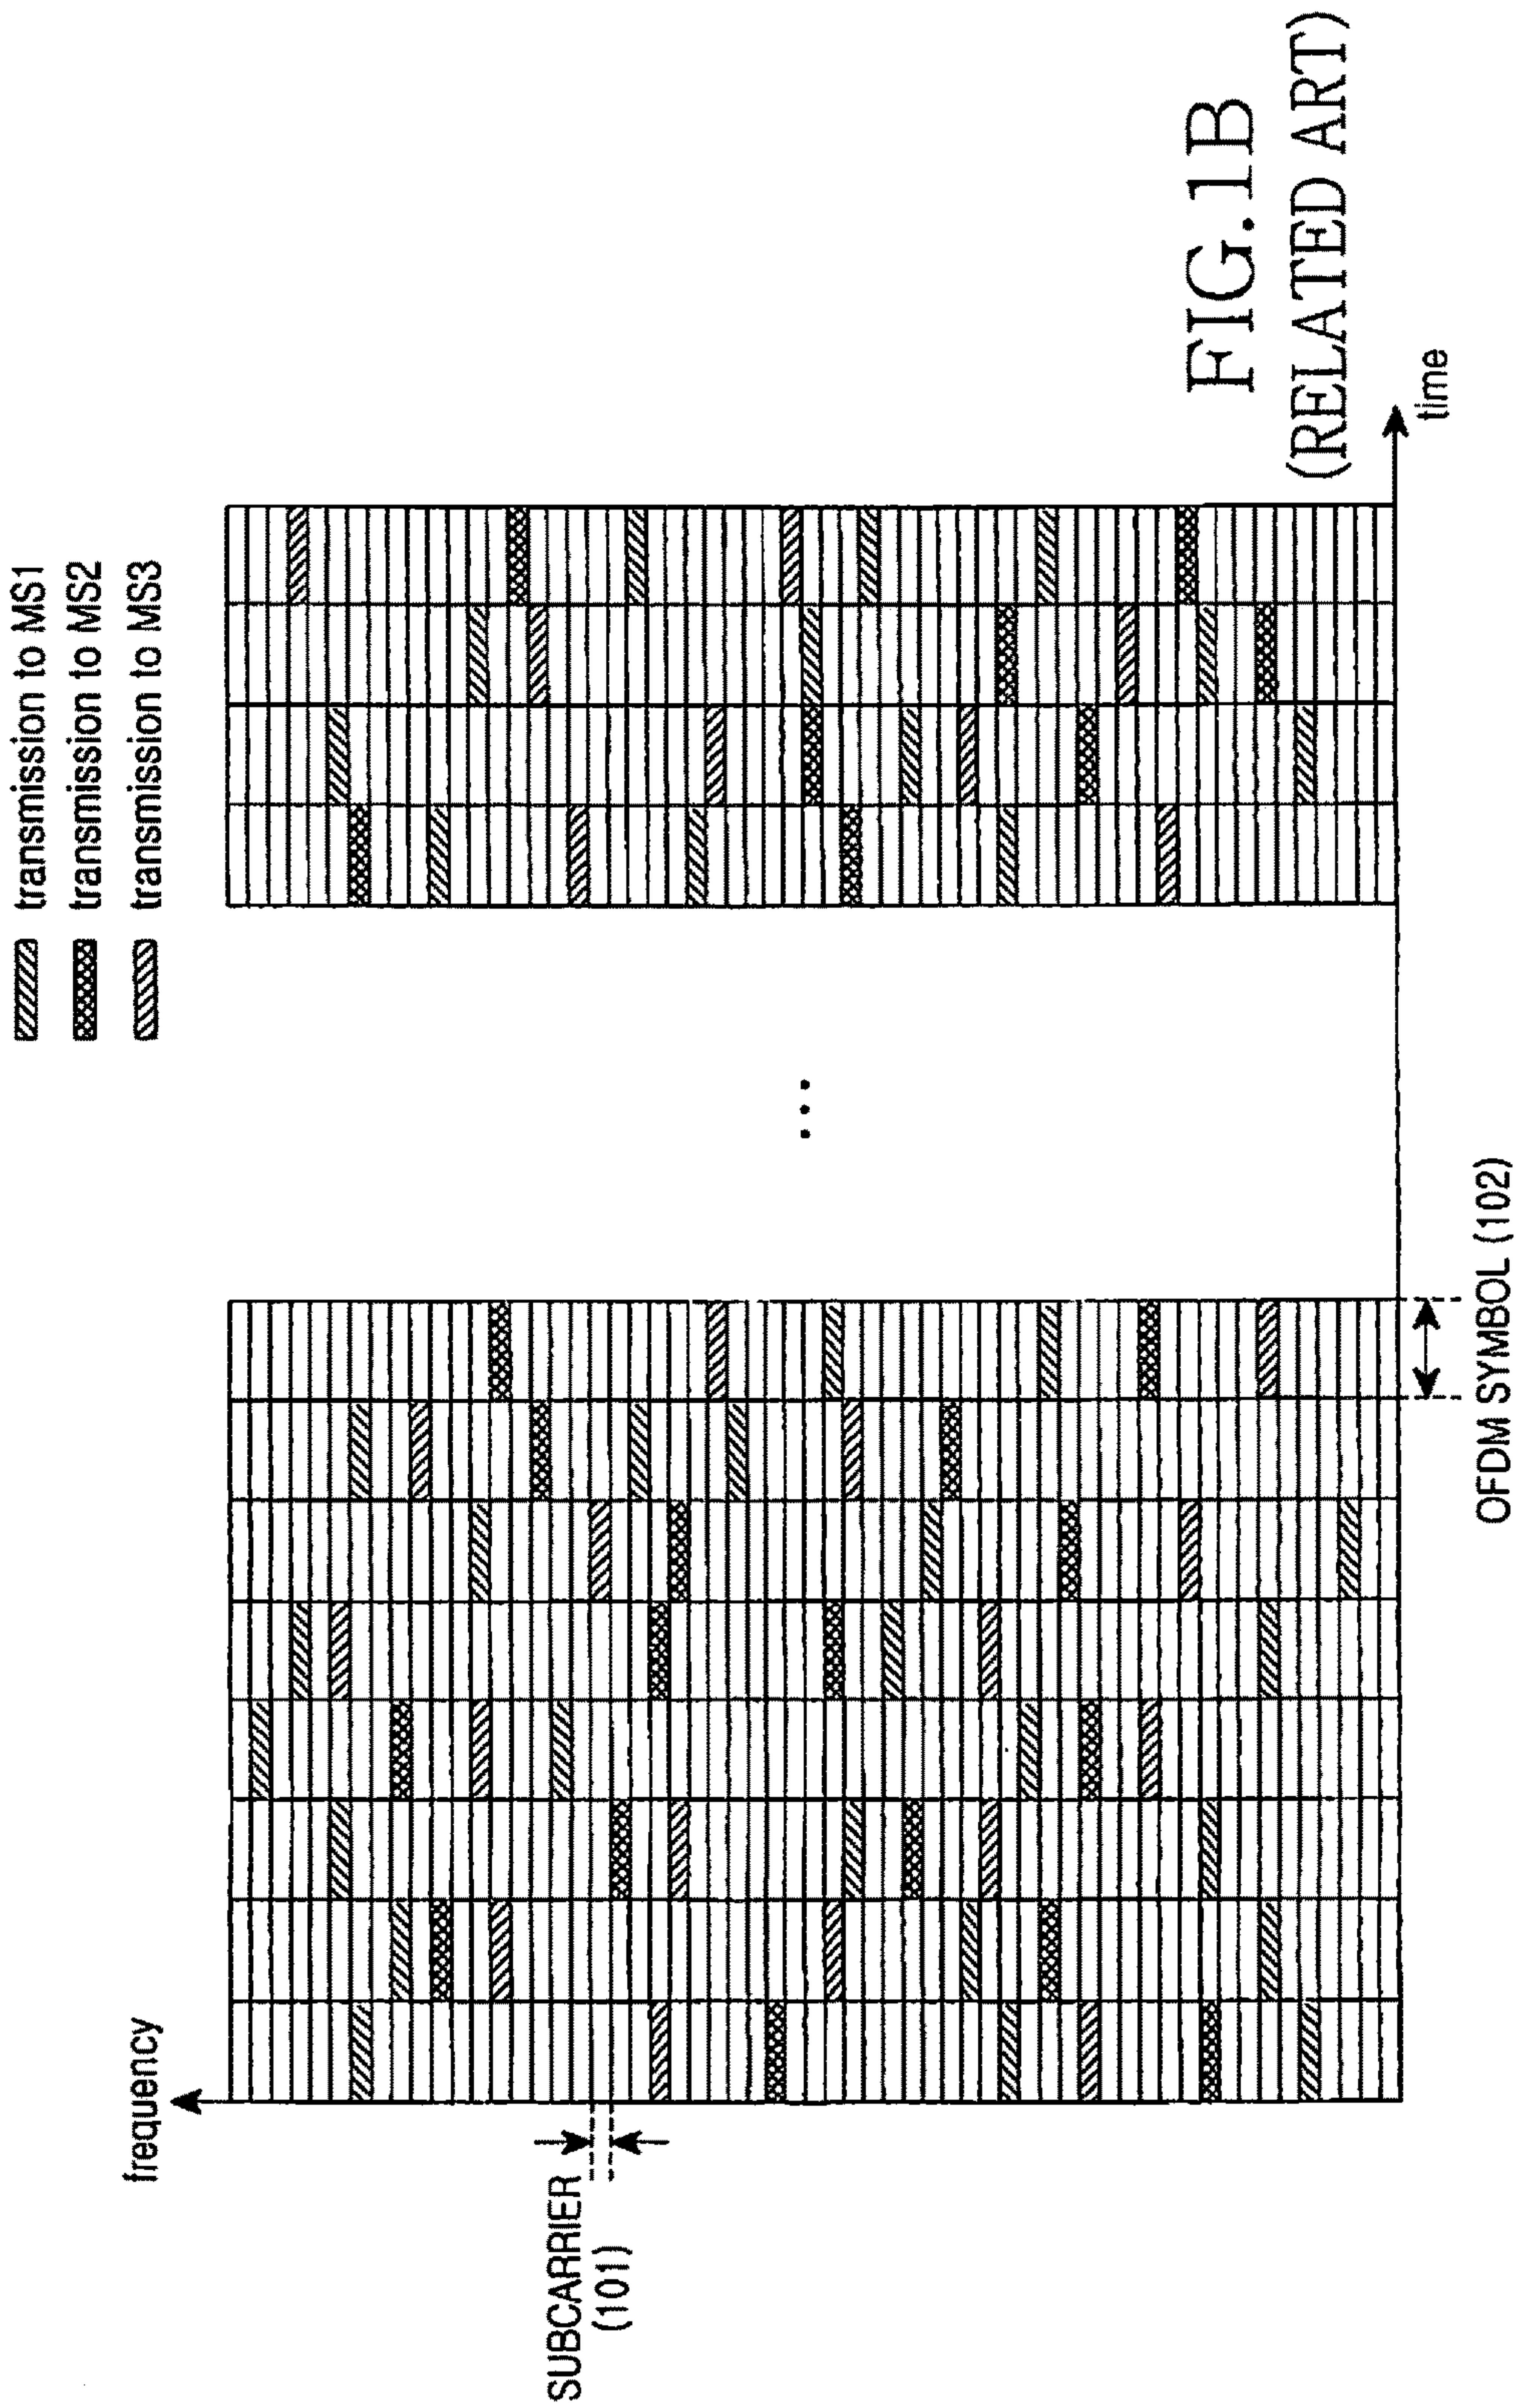 transmission to MS1
transmission to MS2
transmission to MS3
frequency
SUBCARRIER
(101)
...
OFDM SYMBOL (102)
time
FIG.1B
(RELATED ART)